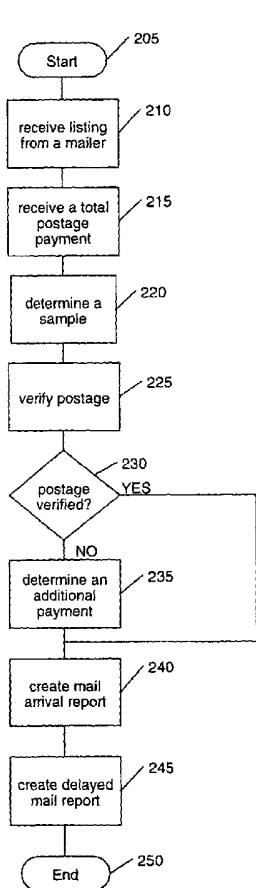 205
Start
210
receive listing
from a mailer
215
receive a total
postage
payment
220
determine a
sample
225
verify postage
230
postage
verified?
YES
NO
235
determine an
additional
payment
240
create mail
arrival report
245
create delayed
mail report
250
End